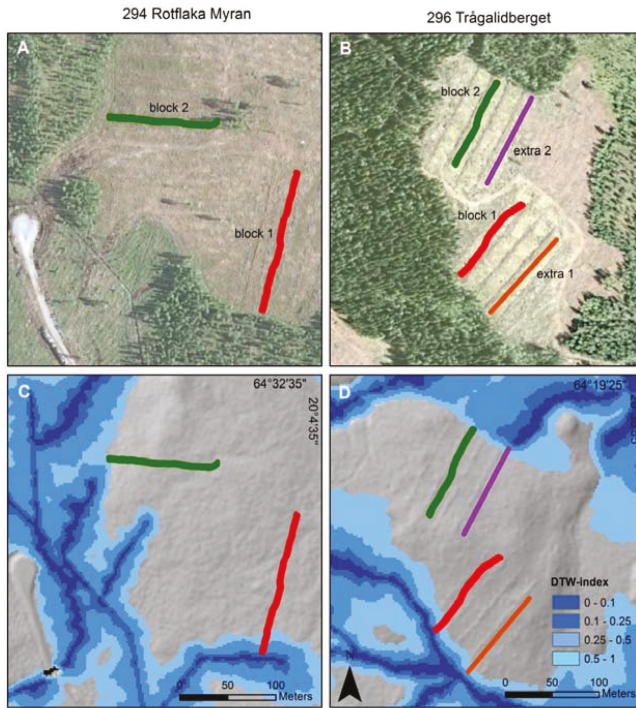 294 Rotflaka Myran
296 Trågalidberget
A
block 2
block 1
B
block 2
extra 2
block 1
extra 1
C
64°32'35"
20°4'35"
0 50 100
Meters
D
64°19'25"
DTW-index
0 - 0.1
0.1 - 0.25
0.25 - 0.5
0.5 - 1
N
0 50 100
Meters